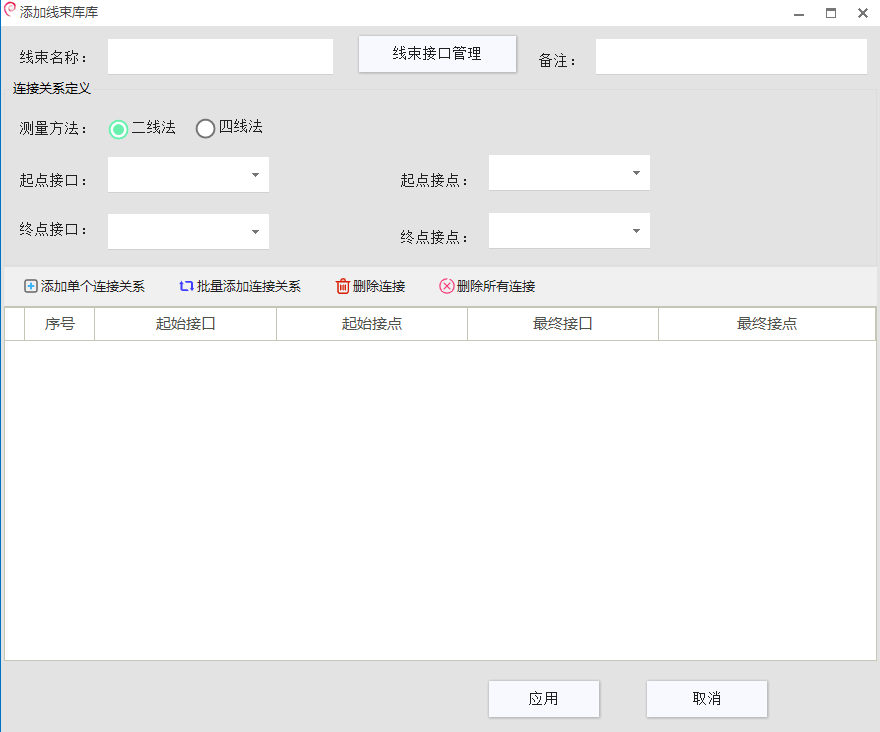 添加线束库库
线束名称： 线束接口管理 备注：
连接关系定义
测量方法： 二线法 四线法
起点接口： 起点接点：
终点接口： 终点接点：
添加单个连接关系 批量添加连接关系 删除连接 删除所有连接
序号 起始接口 起始接点 最终接口 最终接点
应用 取消